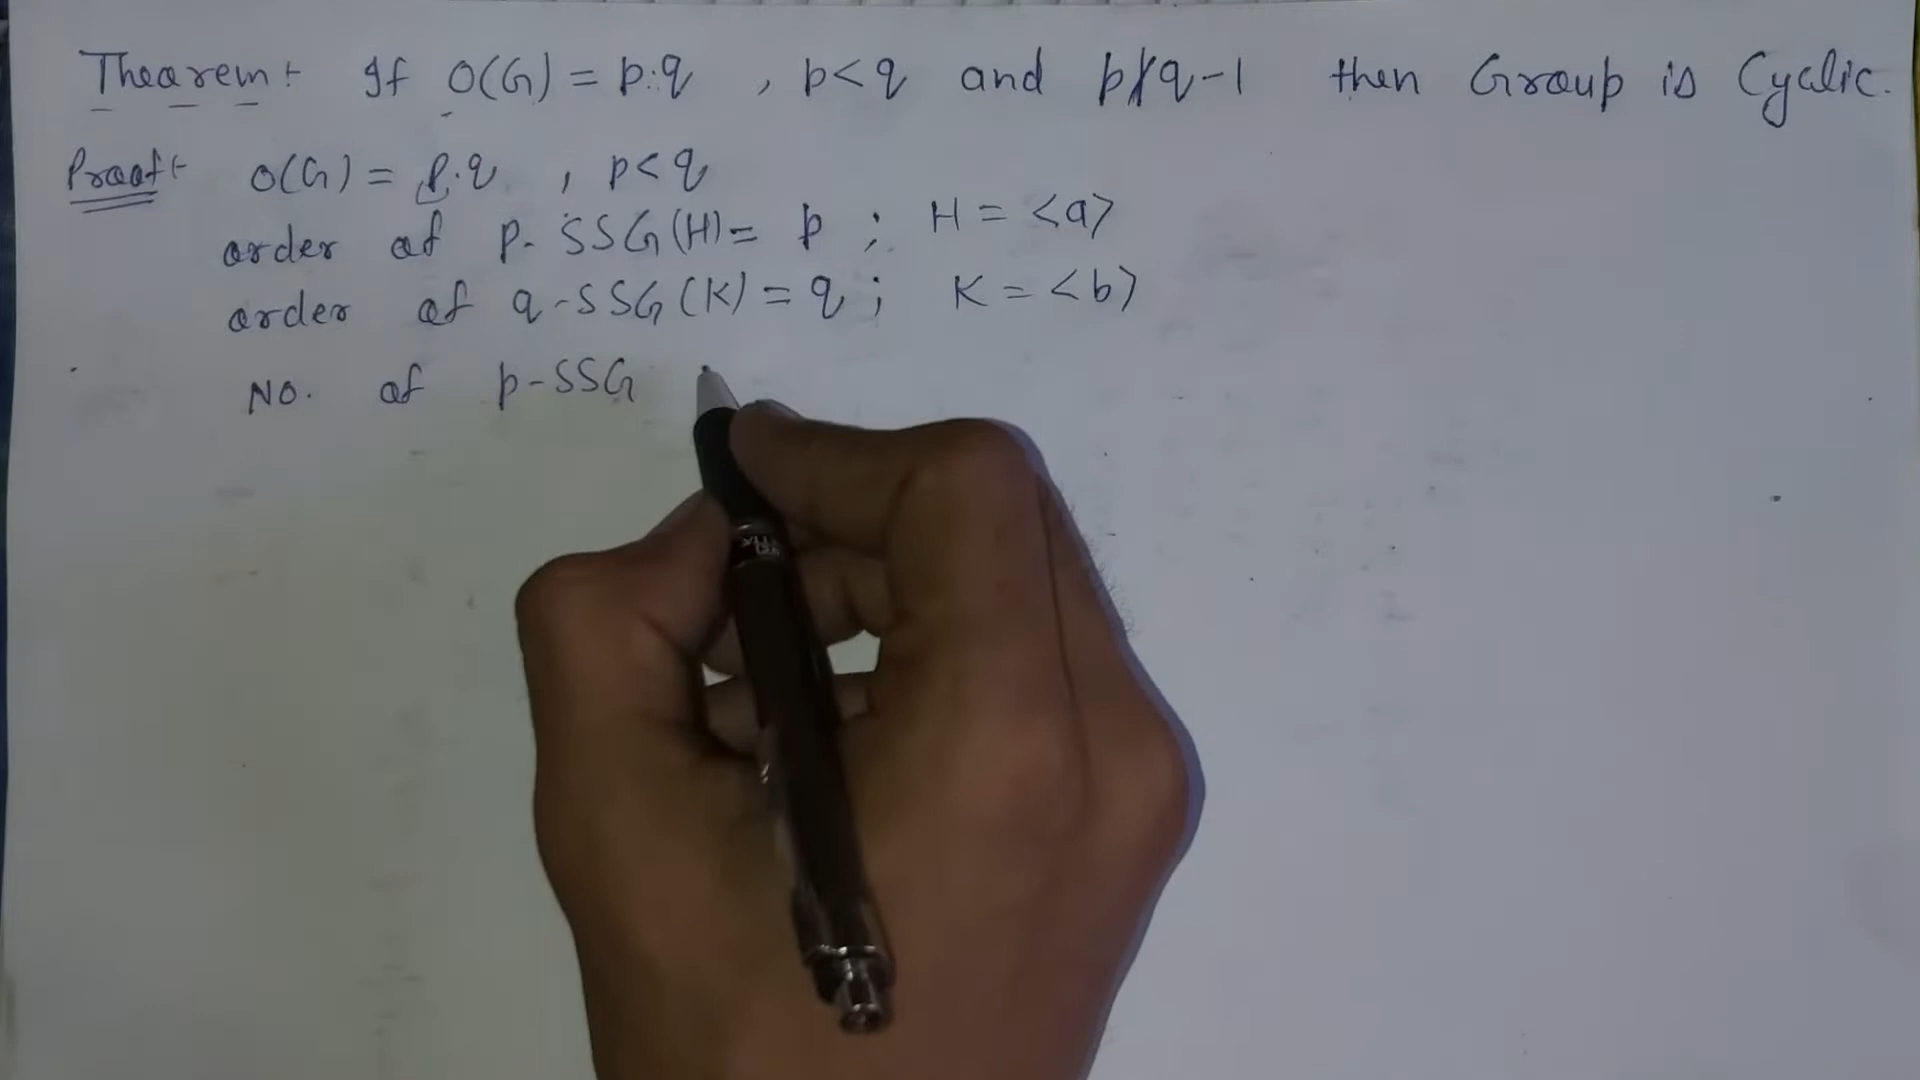 Theorem:- If O(G) = p.q , p<q and p∤q-1 then Group is Cyclic.
Proof:- O(G) = p.q , p<q
order of p-SSG(H) = p ; H = <a>
order of q-SSG(K) = q ; K = <b>
No. of p-SSG